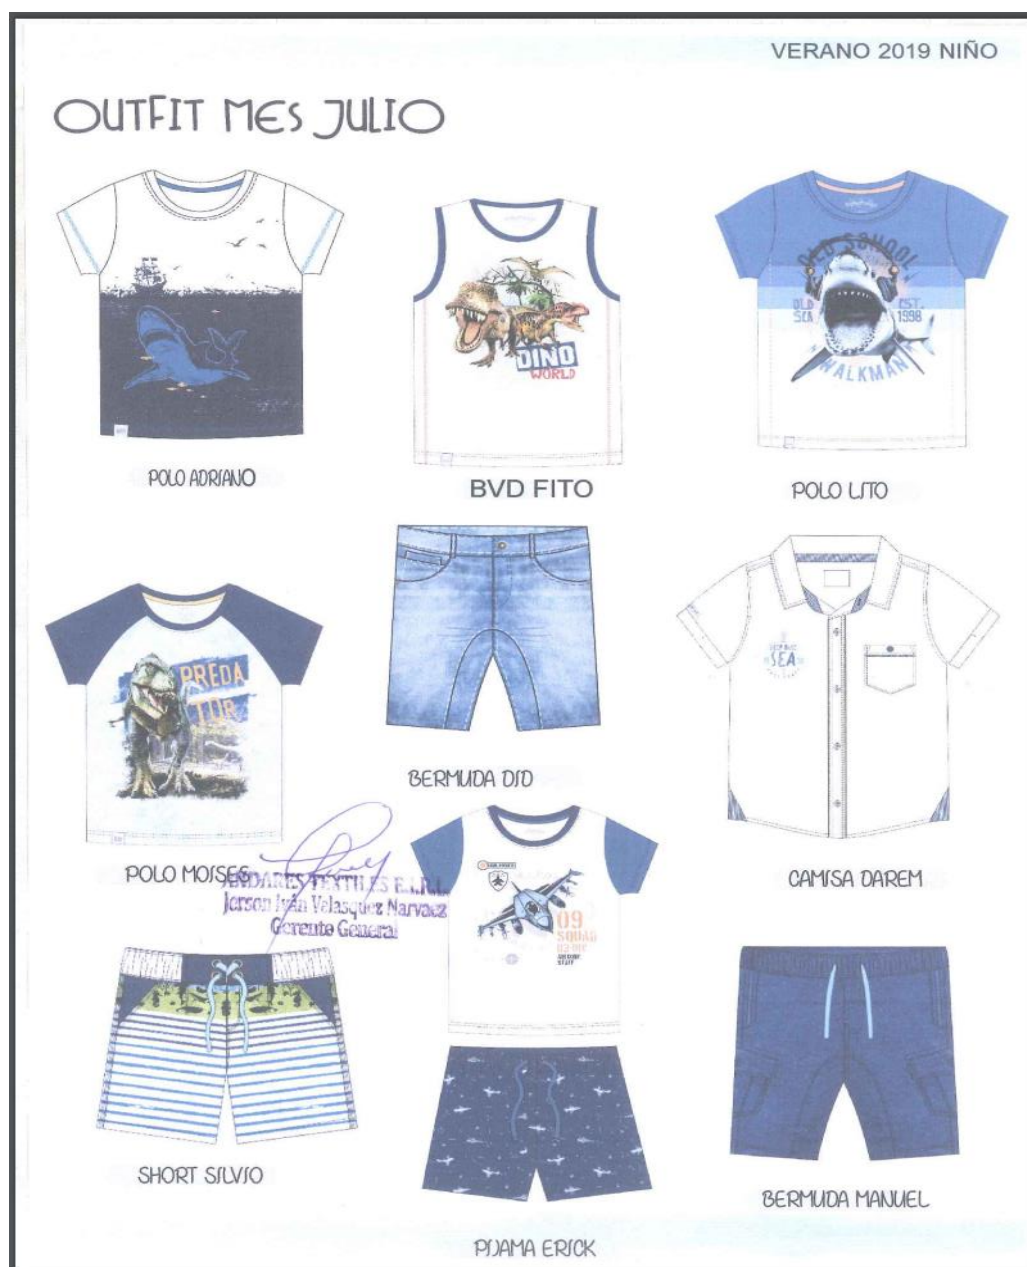 VERANO 2019 NIÑO
OUTFIT MES JULIO
OLD SCHOOL
OLD
SEA
EST.
1998
WALKMAN
DINO
WORLD
POLO ADRIANO
BVD FITO
POLO LITO
PREDA
TOR
SEA
BERMUDA OTO
POLO MOISES
CAMISA DAREM
ANDARES TEXTILES E.I.R.L.
Jerson Iván Velasquez Narvaez
Gerente General
09
SQUAD
SHORT SILVIO
BERMUDA MANUEL
PIJAMA ERICK